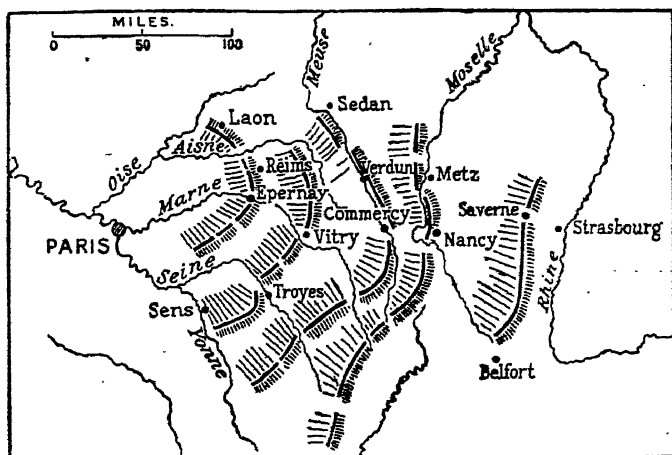 MILES.
0 50 100
Meuse
Moselle
Sedan
Laon
Aisne
Oise
Reims
Verdun
Metz
Marne
Epernay
Saverne
Commercy
Strasbourg
PARIS
Vitry
Nancy
Seine
Rhine
Sens
Troyes
Yonne
Belfort